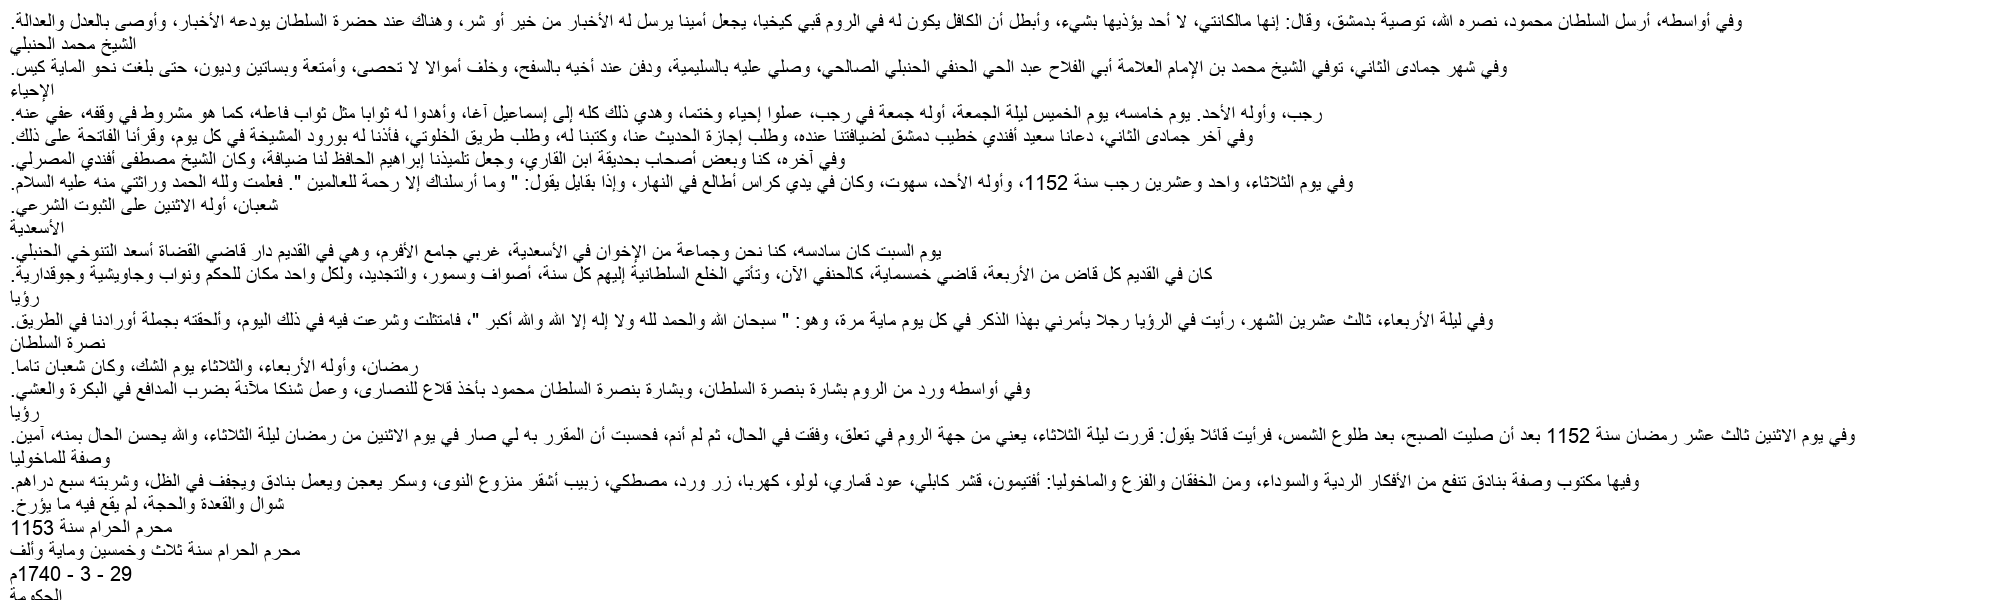 وفي أواسطه، أرسل السلطان محمود، نصره الله، توصية بدمشق، وقال: إنها مالكانتي، لا أحد يؤذيها بشيء، وأبطل أن الكافل يكون له في الروم قبي كيخيا، يجعل أمينا يرسل له الأخبار من خير أو شر، وهناك عند حضرة السلطان يودعه الأخبار، وأوصى بالعدل والعدالة.
الشيخ محمد الحنبلي
وفي شهر جمادى الثاني، توفي الشيخ محمد بن الإمام العلامة أبي الفلاح عبد الحي الحنفي الحنبلي الصالحي، وصلي عليه بالسليمية، ودفن عند أخيه بالسفح، وخلف أموالا لا تحصى، وأمتعة وبساتين وديون، حتى بلغت نحو الماية كيس.
الإحياء
رجب، وأوله الأحد. يوم خامسه، يوم الخميس ليلة الجمعة، أوله جمعة في رجب، عملوا إحياء وختما، وهدي ذلك كله إلى إسماعيل آغا، وأهدوا له ثوابا مثل ثواب فاعله، كما هو مشروط في وقفه، عفي عنه.
وفي آخر جمادى الثاني، دعانا سعيد أفندي خطيب دمشق لضيافتنا عنده، وطلب إجازة الحديث عنا، وكتبنا له، وطلب طريق الخلوتي، فأذنا له بورود المشيخة في كل يوم، وقرأنا الفاتحة على ذلك.
وفي آخره، كنا وبعض أصحاب بحديقة ابن القاري، وجعل تلميذنا إبراهيم الحافظ لنا ضيافة، وكان الشيخ مصطفى أفندي المصرلي.
وفي يوم الثلاثاء، واحد وعشرين رجب سنة 1152، وأوله الأحد، سهوت، وكان في يدي كراس أطالع في النهار، وإذا بقايل يقول: " وما أرسلناك إلا رحمة للعالمين ". فعلمت ولله الحمد وراثتي منه عليه السلام.
شعبان، أوله الاثنين على الثبوت الشرعي.
الأسعدية
يوم السبت كان سادسه، كنا نحن وجماعة من الإخوان في الأسعدية، غربي جامع الأفرم، وهي في القديم دار قاضي القضاة أسعد التنوخي الحنبلي.
كان في القديم كل قاض من الأربعة، قاضي خمسماية، كالحنفي الآن، وتأتي الخلع السلطانية إليهم كل سنة، أصواف وسمور، والتجديد، ولكل واحد مكان للحكم ونواب وجاويشية وجوقدارية.
رؤيا
وفي ليلة الأربعاء، ثالث عشرين الشهر، رأيت في الرؤيا رجلا يأمرني بهذا الذكر في كل يوم ماية مرة، وهو: " سبحان الله والحمد لله ولا إله إلا الله والله أكبر "، فامتثلت وشرعت فيه في ذلك اليوم، وألحقته بجملة أورادنا في الطريق.
نصرة السلطان
رمضان، وأوله الأربعاء، والثلاثاء يوم الشك، وكان شعبان تاما.
وفي أواسطه ورد من الروم بشارة بنصرة السلطان، وبشارة بنصرة السلطان محمود بأخذ قلاع للنصارى، وعمل شنكا ملآنة بضرب المدافع في البكرة والعشي.
رؤيا
وفي يوم الاثنين ثالث عشر رمضان سنة 1152 بعد أن صليت الصبح، بعد طلوع الشمس، فرأيت قائلا يقول: قررت ليلة الثلاثاء، يعني من جهة الروم في تعلق، وفقت في الحال، ثم لم أنم، فحسبت أن المقرر به لي صار في يوم الاثنين من رمضان ليلة الثلاثاء، والله يحسن الحال بمنه، آمين.
وصفة للماخوليا
وفيها مكتوب وصفة بنادق تنفع من الأفكار الردية والسوداء، ومن الخفقان والفزع والماخوليا: أفتيمون، قشر كابلي، عود قماري، لولو، كهربا، زر ورد، مصطكي، زبيب أشقر منزوع النوى، وسكر يعجن ويعمل بنادق ويجفف في الظل، وشربته سبع دراهم.
شوال والقعدة والحجة، لم يقع فيه ما يؤرخ.
محرم الحرام سنة 1153
محرم الحرام سنة ثلاث وخمسين وماية وألف
29 - 3 - 1740م
الحكومة